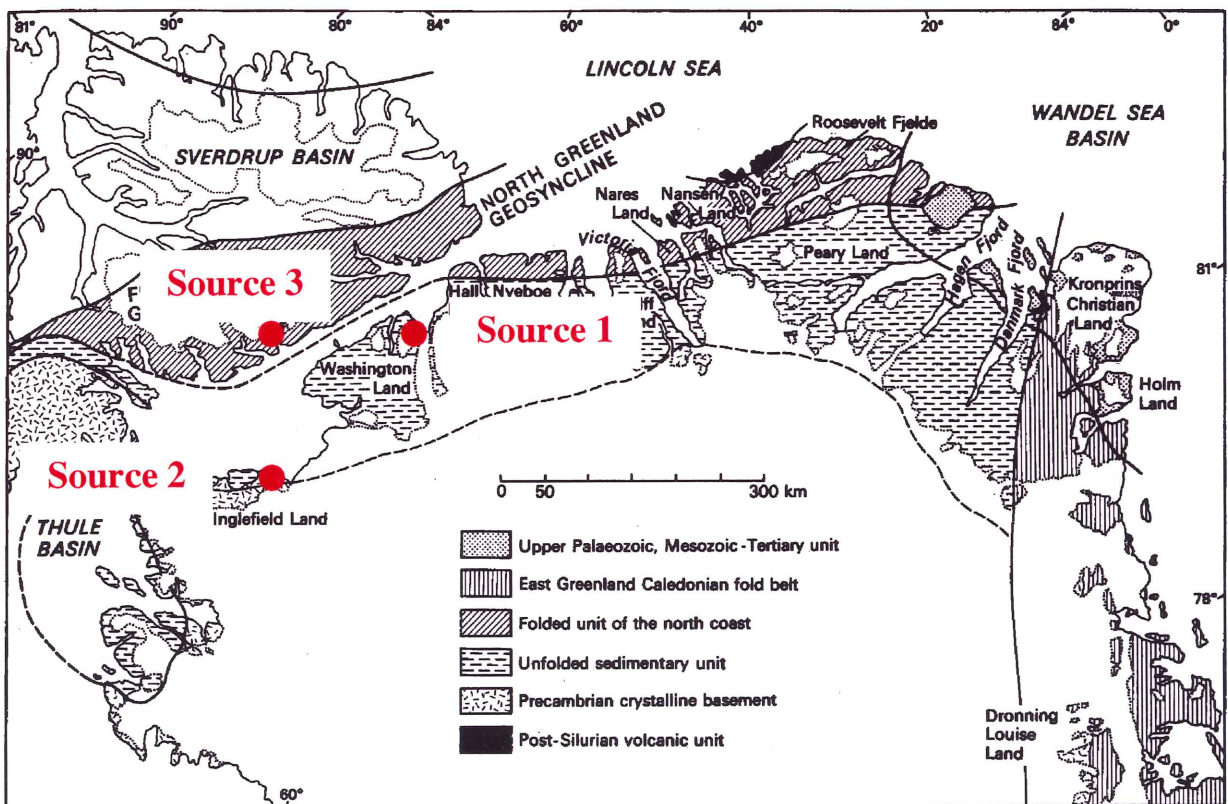 81°
90°
84°
60°
40°
20°
0°
LINCOLN SEA
WANDEL SEA
BASIN
Roosevelt Fjelde
90°
SVERDRUP BASIN
NORTH GREENLAND
GEOSYNCLINE
Nares
Land
Nansen
Land
Victoria Fjord
Peary Land
Hagen Fjord
Danmark Fjord
81°
Kronprins
Christian
Land
Source 3
F
G
Hall
Nyeboe
Source 1
Washington
Land
Holm
Land
Source 2
0 50 300 km
Inglefield Land
THULE
BASIN
Upper Palaeozoic, Mesozoic-Tertiary unit
East Greenland Caledonian fold belt
78°
Folded unit of the north coast
Unfolded sedimentary unit
Precambrian crystalline basement
Post-Silurian volcanic unit
Dronning
Louise
Land
60°